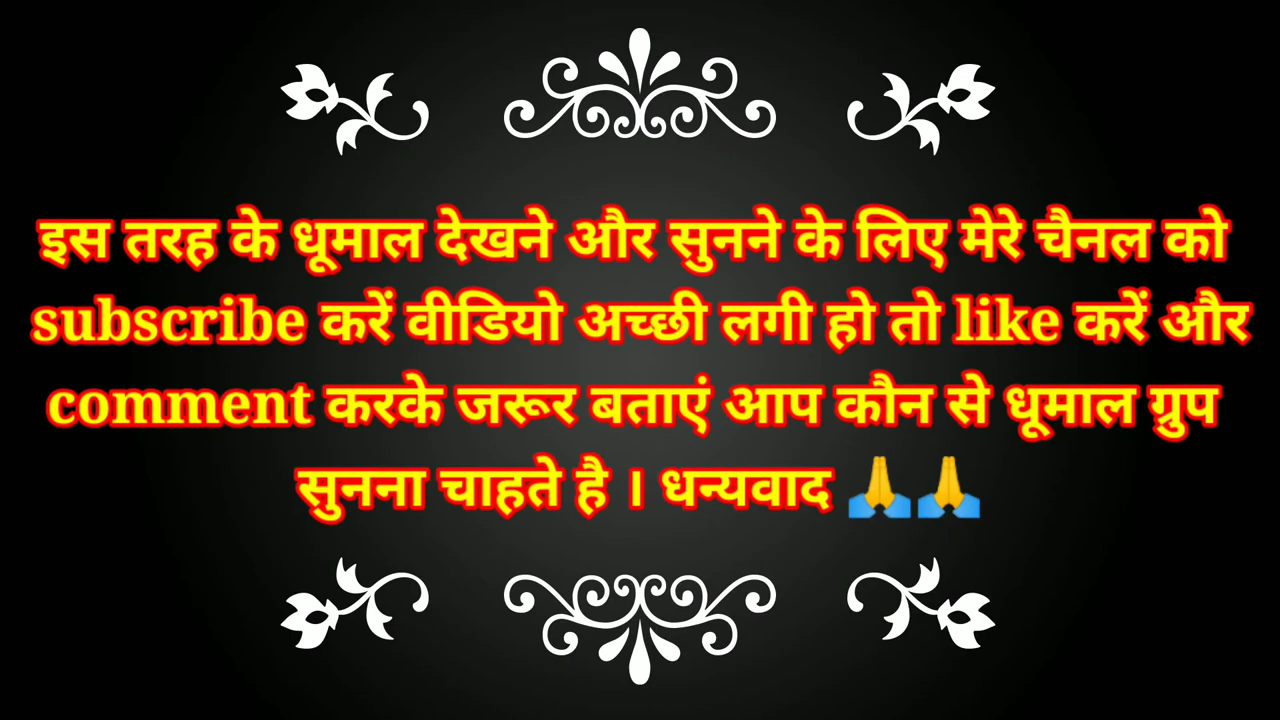 इस तरह के धूमाल देखने और सुनने के लिए मेरे चैनल को
subscribe करें वीडियो अच्छी लगी हो तो like करें और
comment करके जरूर बताएं आप कौन से धूमाल ग्रुप
सुनना चाहते है । धन्यवाद 🙏🙏